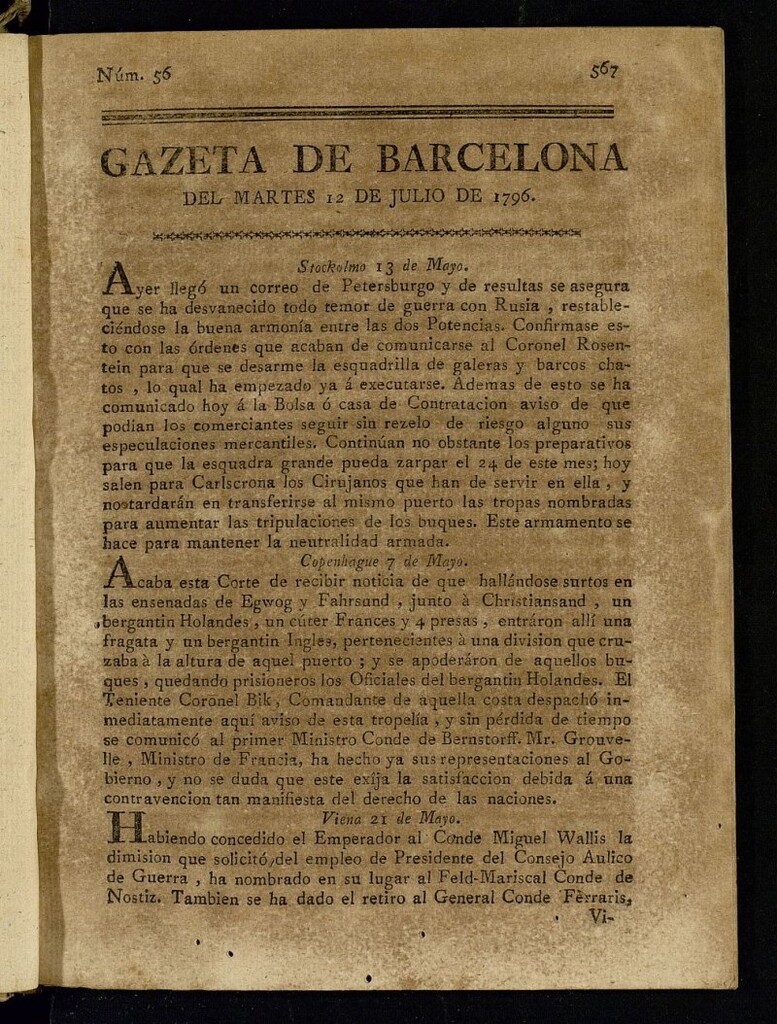 Núm. 56
567
GAZETA DE BARCELONA
DEL MARTES 12 DE JULIO DE 1796.
Stockolmo 13 de Mayo.
Ayer llegó un correo de Petersburgo y de resultas se asegura
que se ha desvanecido todo temor de guerra con Rusia , restable-
ciéndose la buena armonía entre las dos Potencias. Confirmase es-
to con las órdenes que acaban de comunicarse al Coronel Rosen-
tein para que se desarme la esquadrilla de galeras y barcos cha-
tos , lo qual ha empezado ya á executarse. Ademas de esto se ha
comunicado hoy á la Bolsa ó casa de Contratacion aviso de que
podian los comerciantes seguir sin rezelo de riesgo alguno sus
especulaciones mercantiles. Continúan no obstante los preparativos
para que la esquadra grande pueda zarpar el 24 de este mes; hoy
salen para Carlscrona los Cirujanos que han de servir en ella , y
no tardarán en transferirse al mismo puerto las tropas nombradas
para aumentar las tripulaciones de los buques. Este armamento se
hace para mantener la neutralidad armada.
Copenhague 7 de Mayo.
Acaba esta Corte de recibir noticia de que hallándose surtos en
las ensenadas de Egwog y Fahrsund , junto à Christiansand , un
bergantin Holandes , un cúter Frances y 4 presas , entráron allí una
fragata y un bergantin Ingles, pertenecientes à una division que cru-
zaba à la altura de aquel puerto ; y se apoderáron de aquellos bu-
ques , quedando prisioneros los Oficiales del bergantin Holandes. El
Teniente Coronel Bik, Comandante de aquella costa despachó in-
mediatamente aquí aviso de esta tropelía , y sin pérdida de tiempo
se comunicó al primer Ministro Conde de Bernstorff. Mr. Grouve-
lle , Ministro de Francia, ha hecho ya sus representaciones al Go-
bierno , y no se duda que este exîja la satisfaccion debida á una
contravencion tan manifiesta del derecho de las naciones.
Viena 21 de Mayo.
Habiendo concedido el Emperador al Conde Miguel Wallis la
dimision que solicitó del empleo de Presidente del Consejo Aulico
de Guerra , ha nombrado en su lugar al Feld-Mariscal Conde de
Nostiz. Tambien se ha dado el retiro al General Conde Fèrraris,
Vi-